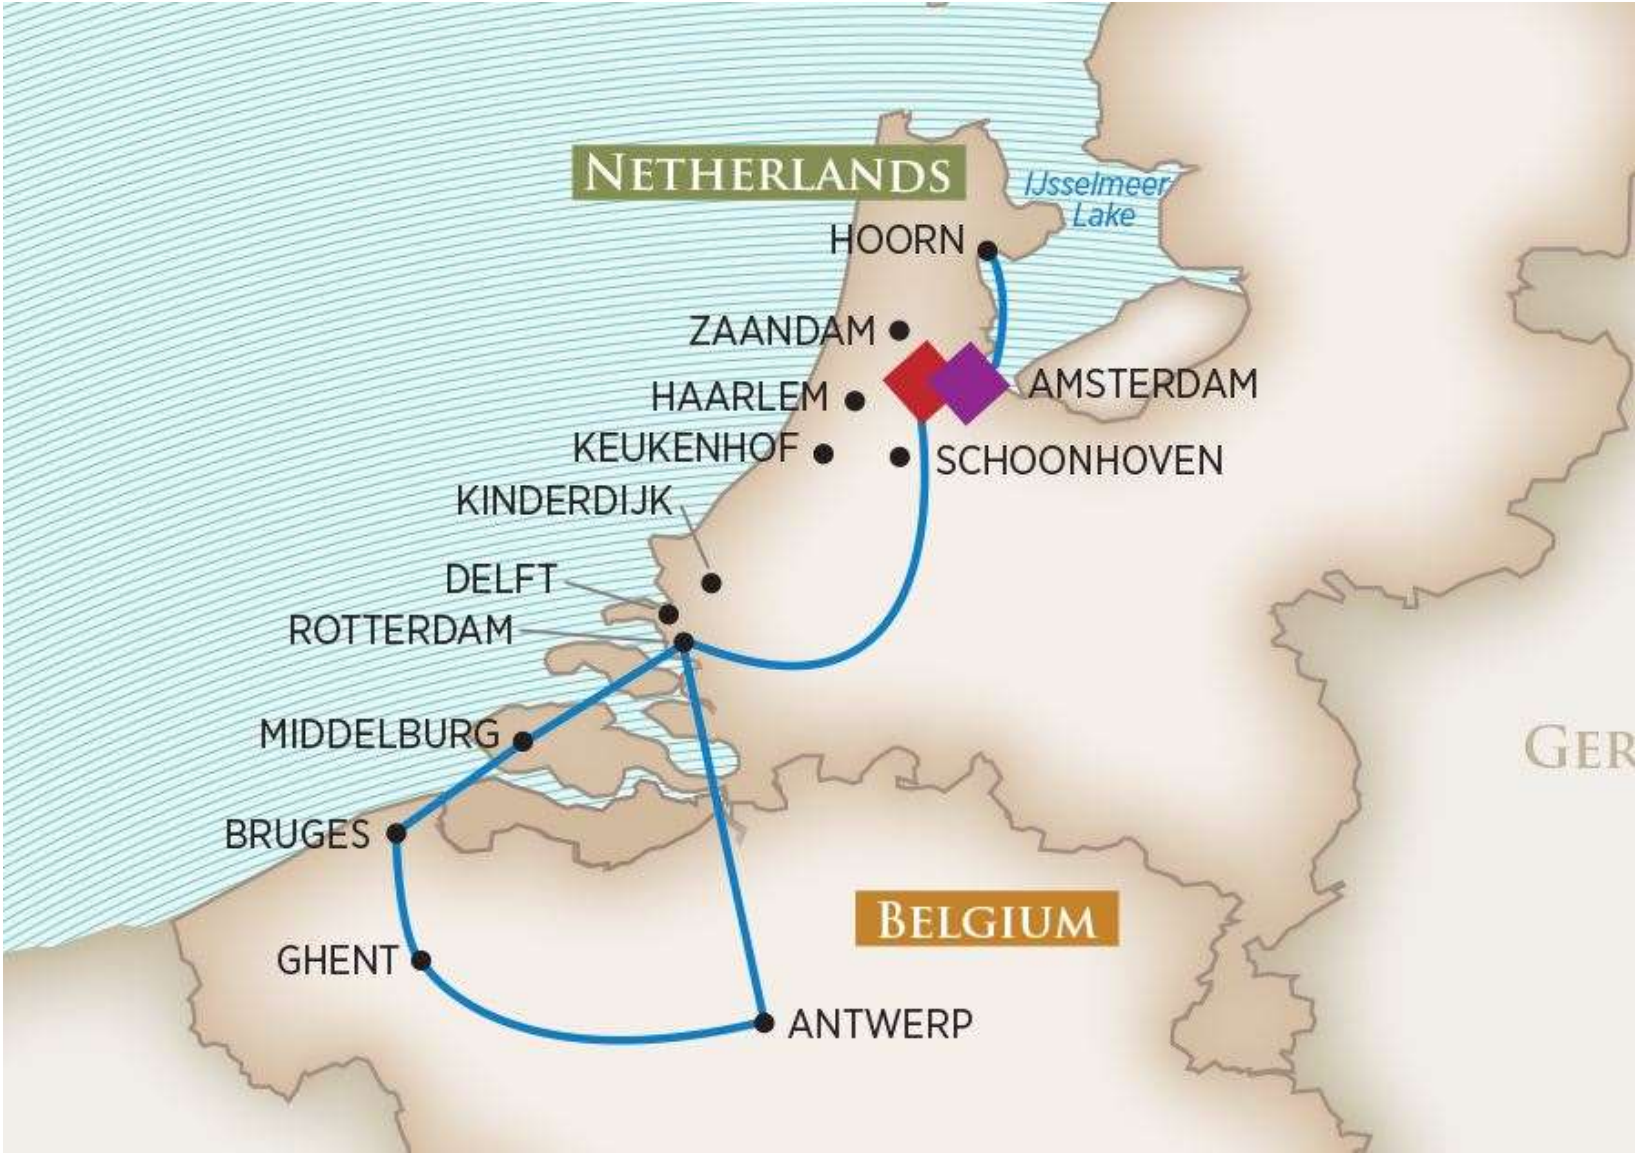 NETHERLANDS
IJsselmeer
Lake
HOORN
ZAANDAM
AMSTERDAM
HAARLEM
KEUKENHOF
SCHOONHOVEN
KINDERDIJK
DELFT
ROTTERDAM
MIDDELBURG
GER
BRUGES
BELGIUM
GHENT
ANTWERP